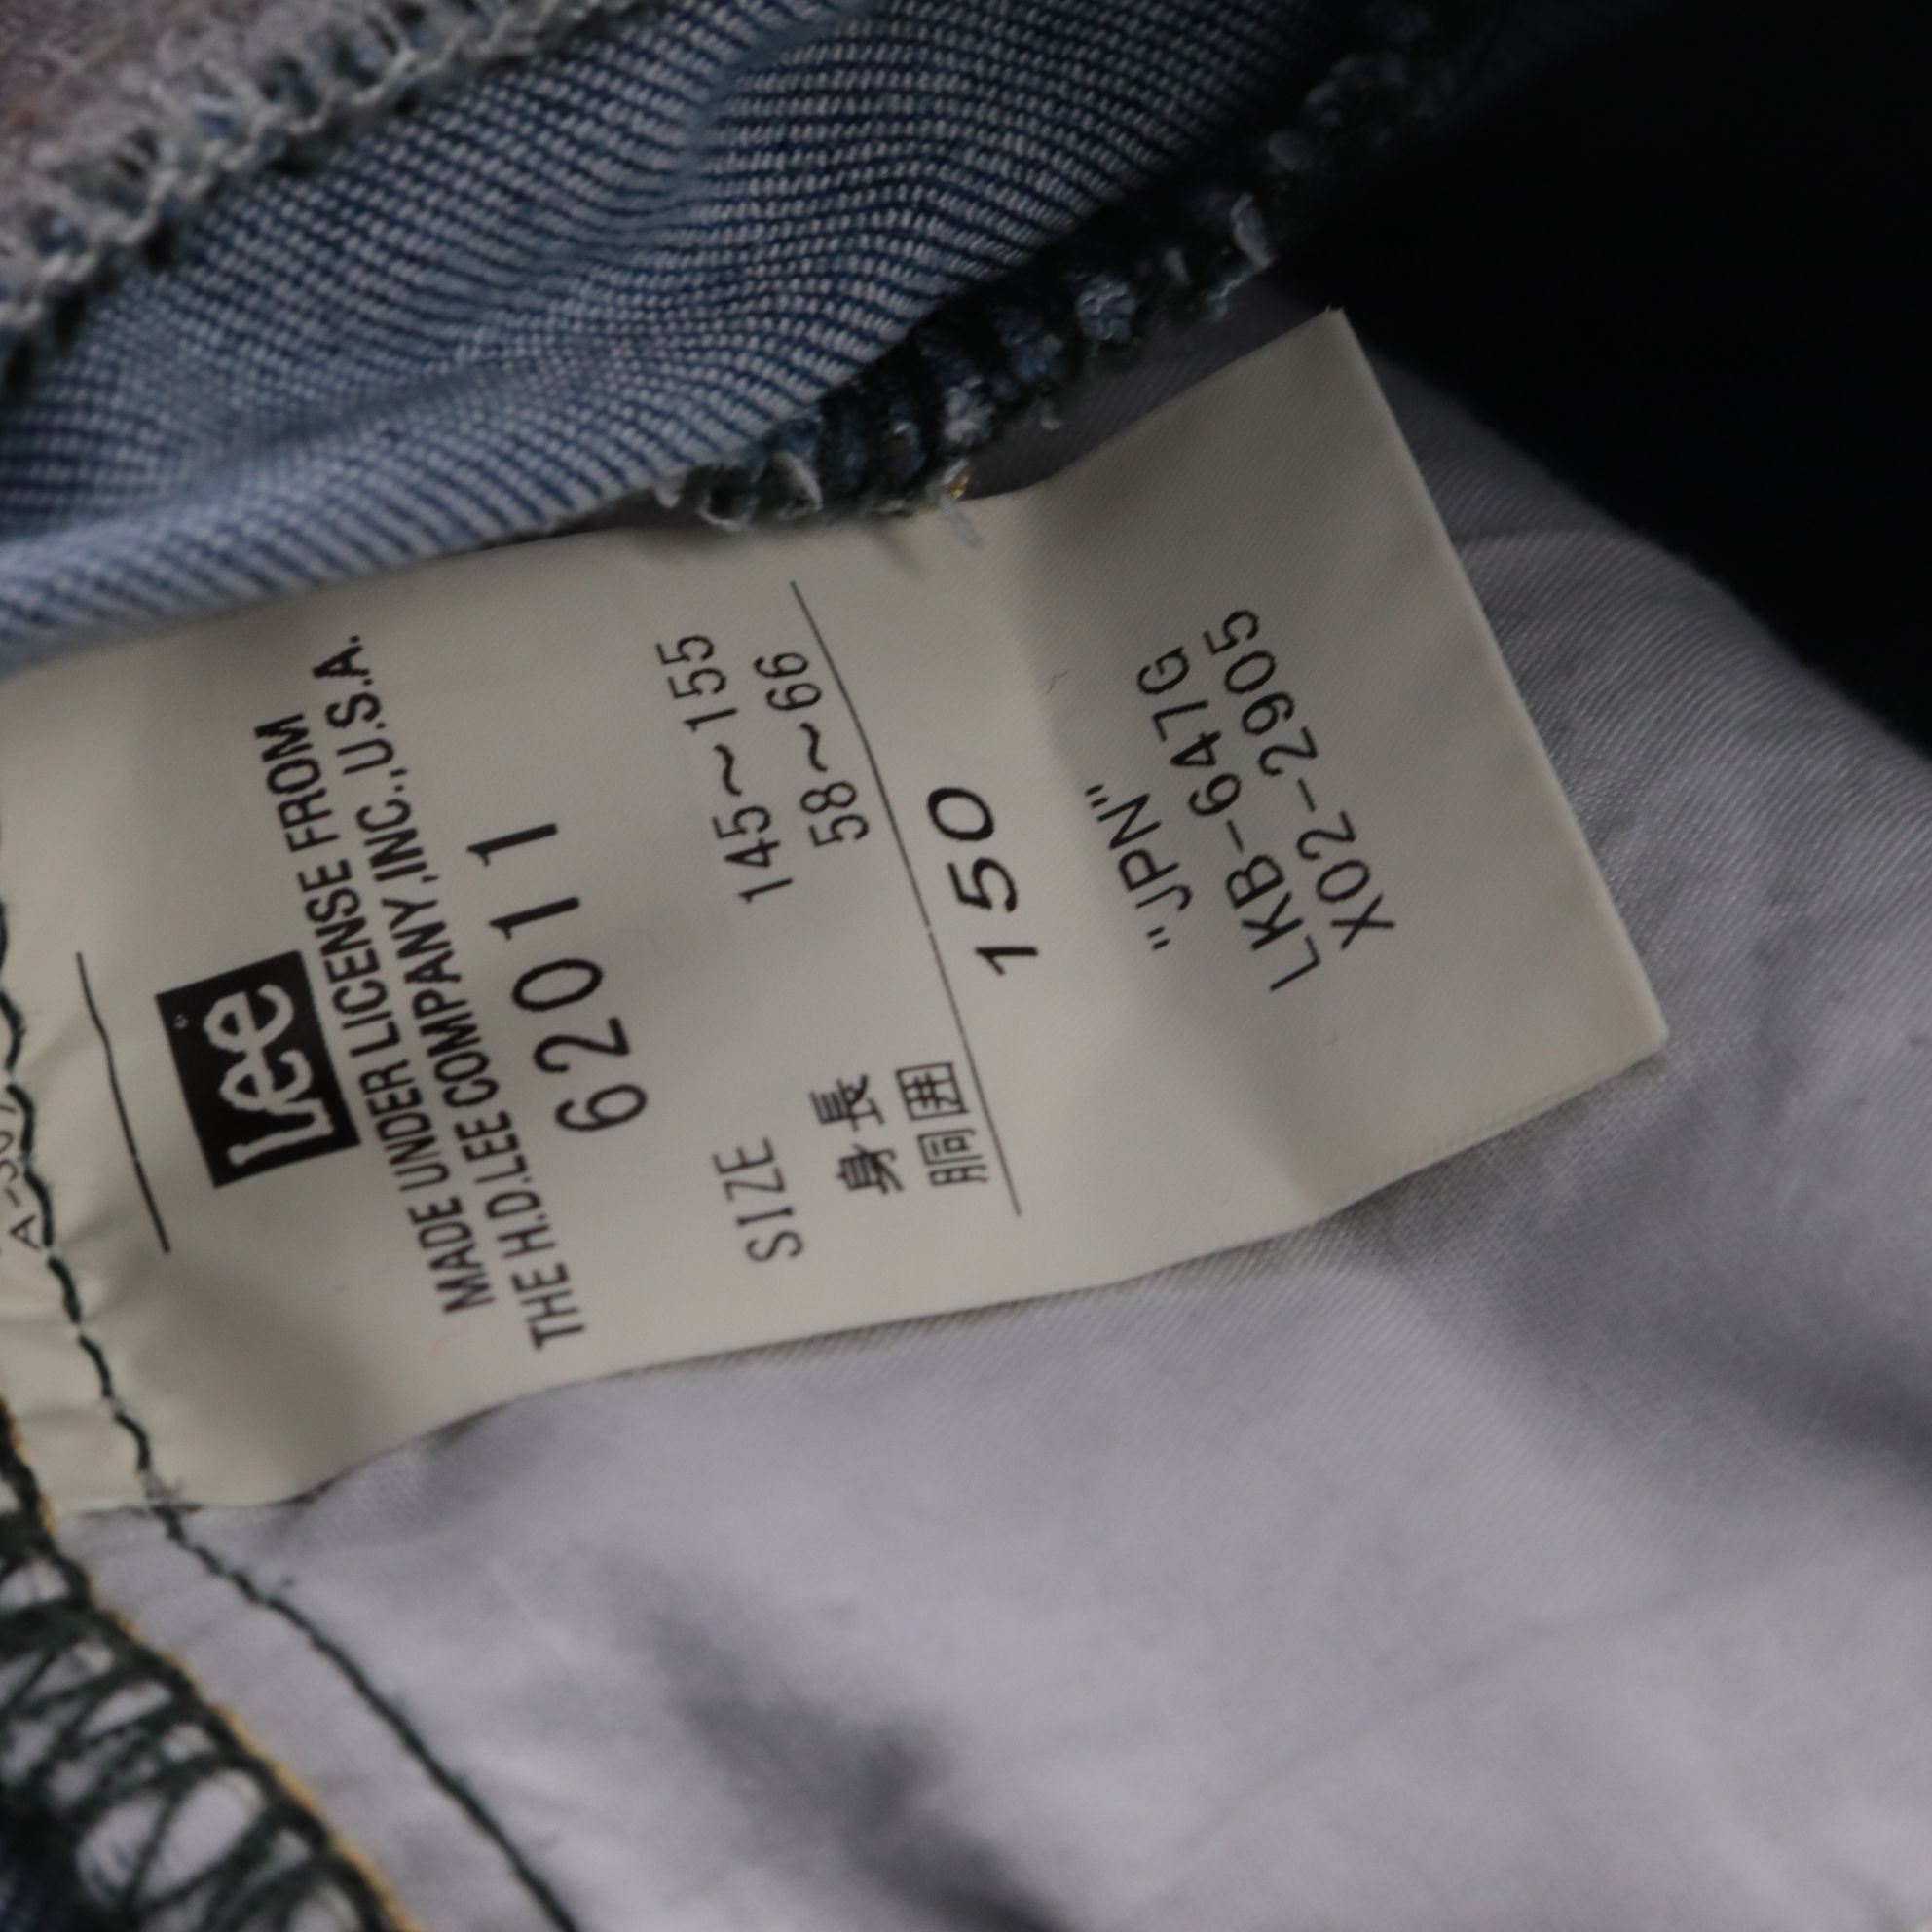 Lee
MADE UNDER LICENSE FROM
THE H.D.LEE COMPANY,INC.,U.S.A.
62011
SIZE
身長 145〜155
胴囲 58〜66
150
"JPN"
LKB-647G
X02-2905